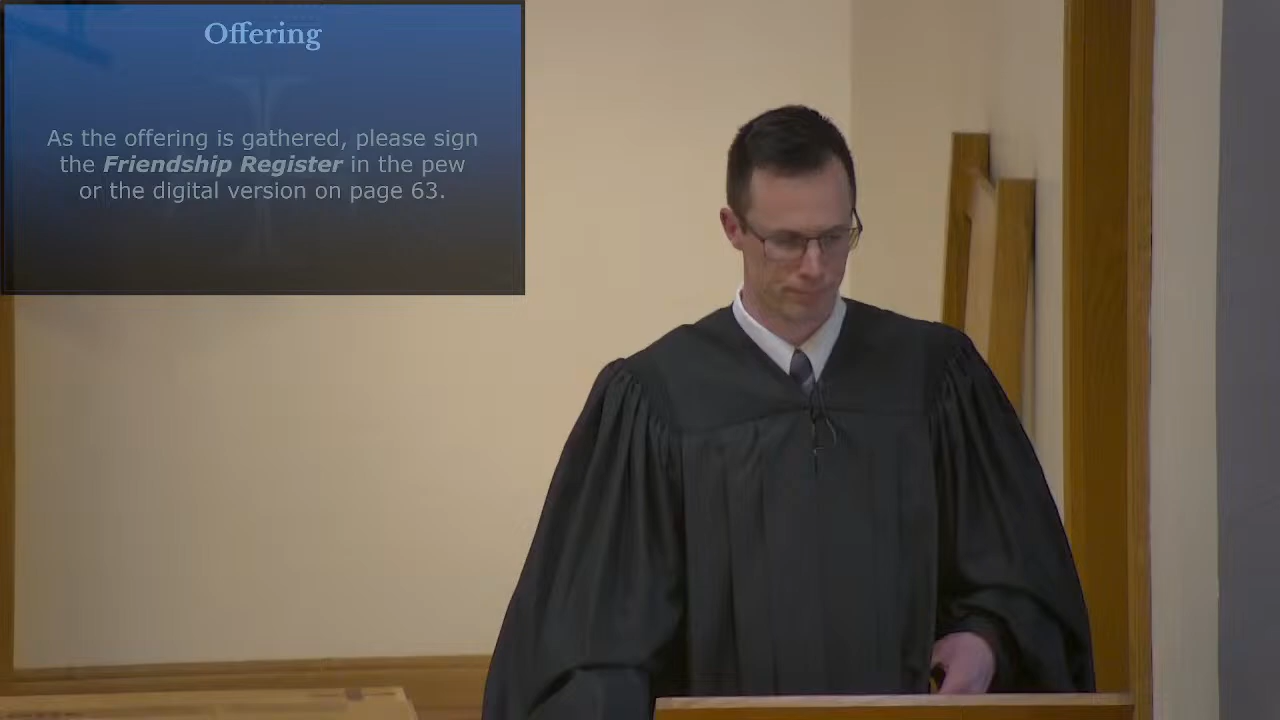 Offering
As the offering is gathered, please sign
the Friendship Register in the pew
or the digital version on page 63.